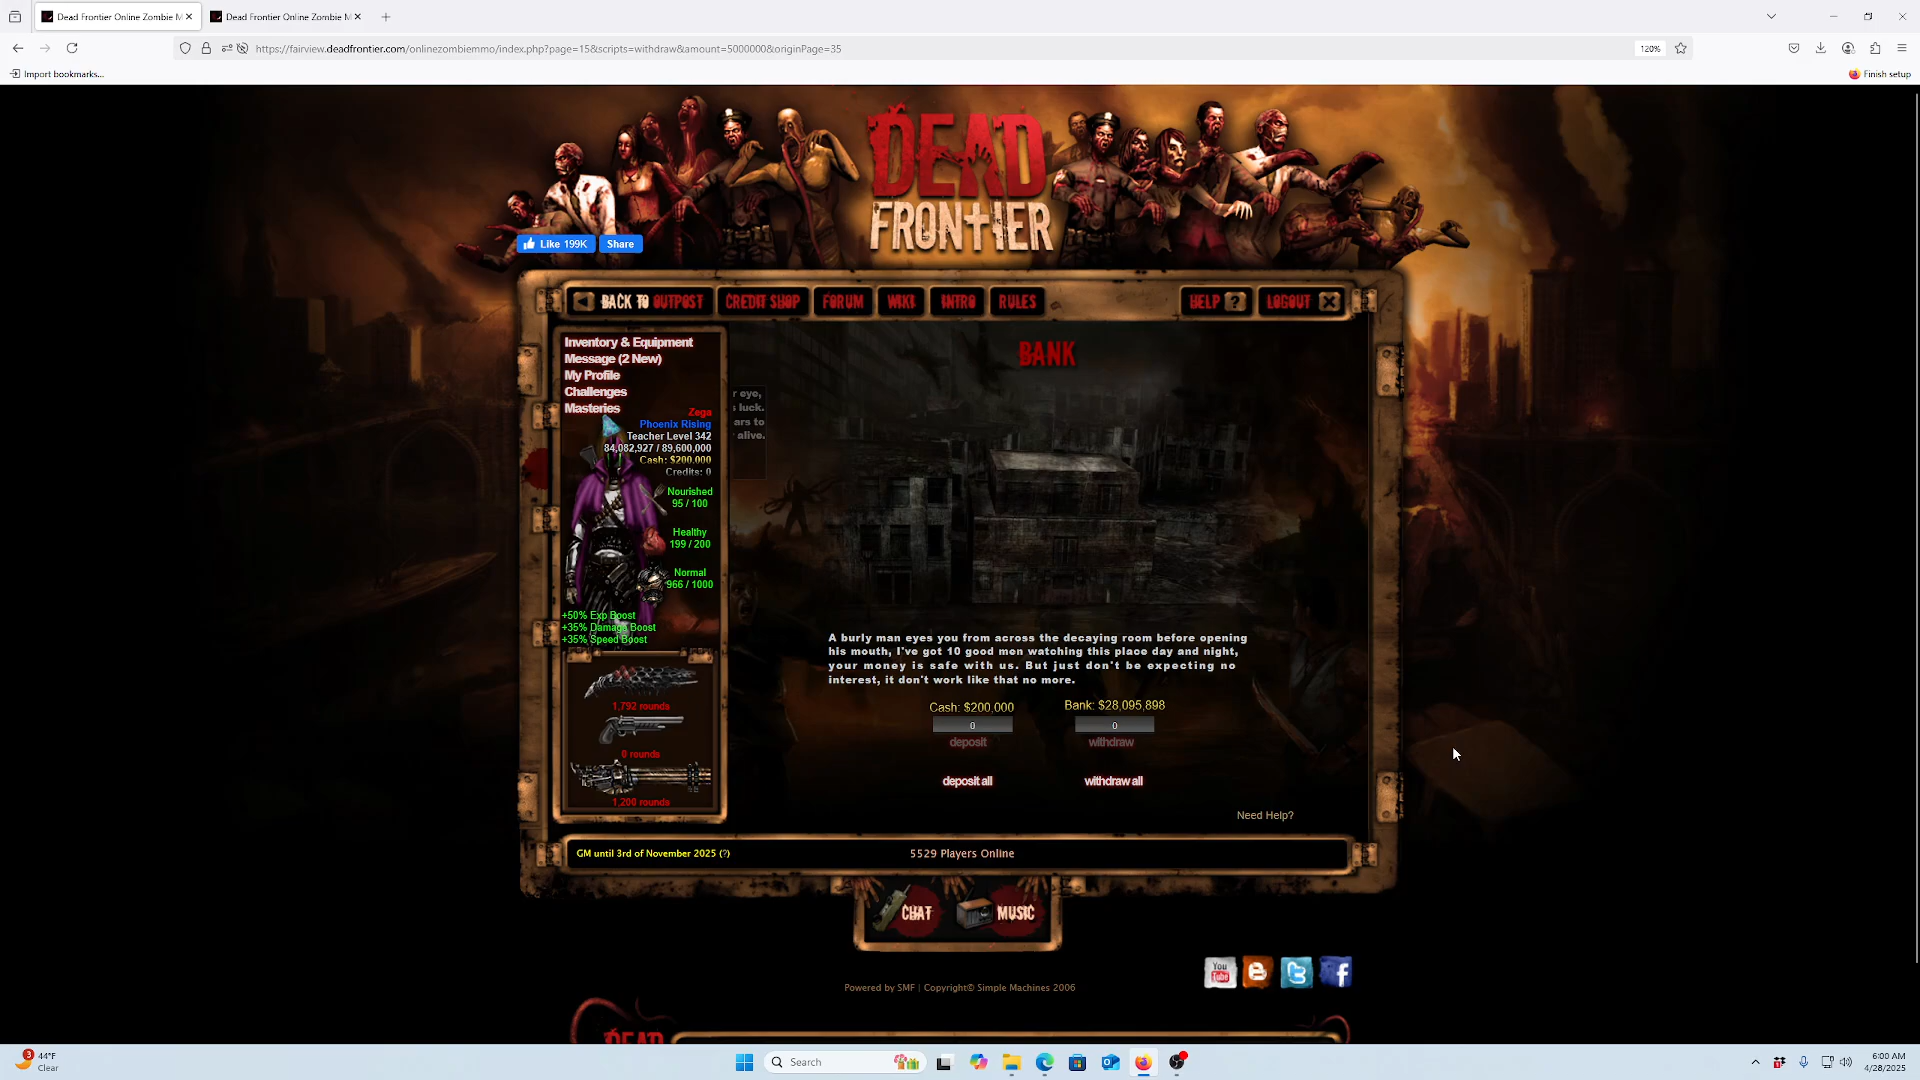 Dead Frontier Online Zombie M
Dead Frontier Online Zombie M
https://fairview.deadfrontier.com/onlinezombiemmo/index.php?page=15&scripts=withdraw&amount=5000000&originPage=35
120%
Import bookmarks...
Finish setup
DEAD
FRONTIER
Like 199K
Share
BACK TO OUTPOST
CREDIT SHOP
FORUM
WIKI
INTRO
RULES
HELP ?
LOGOUT X
Inventory & Equipment
Message (2 New)
My Profile
Challenges
Masteries
Zega
Phoenix Rising
Teacher Level 342
84,082,927 / 89,600,000
Cash: $200,000
Credits: 0
Nourished
95 / 100
Healthy
199 / 200
Normal
966 / 1000
+50% Exp Boost
+35% Damage Boost
+35% Speed Boost
1,792 rounds
0 rounds
1,200 rounds
r eye,
s luck.
ars to
alive.
BANK
A burly man eyes you from across the decaying room before opening
his mouth, I've got 10 good men watching this place day and night,
your money is safe with us. But just don't be expecting no
interest, it don't work like that no more.
Cash: $200,000
Bank: $28,095,898
0
0
deposit
withdraw
deposit all
withdraw all
Need Help?
GM until 3rd of November 2025 (?)
5529 Players Online
CHAT
MUSIC
You
Tube
Powered by SMF | Copyright© Simple Machines 2006
DEAD
3
44°F
Clear
Search
6:00 AM
4/28/2025